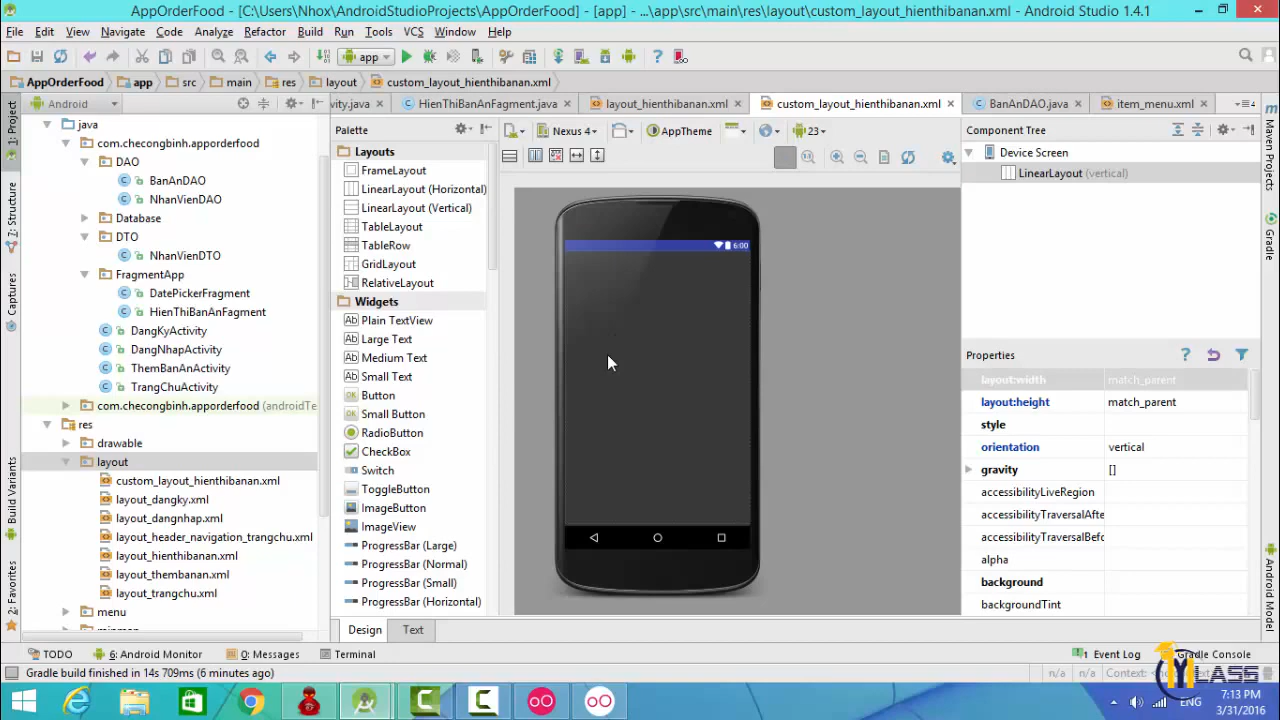 AppOrderFood - [C:\Users\Nhox\AndroidStudioProjects\AppOrderFood] - [app] - ...\app\src\main\res\layout\custom_layout_hienthibanan.xml - Android Studio 1.4.1
File Edit View Navigate Code Analyze Refactor Build Run Tools VCS Window Help
app
AppOrderFood app src main res layout custom_layout_hienthibanan.xml
1: Project
Android
vity.java
HienThiBanAnFagment.java
layout_hienthibanan.xml
custom_layout_hienthibanan.xml
BanAnDAO.java
item_menu.xml
java
com.checongbinh.apporderfood
DAO
BanAnDAO
NhanVienDAO
Database
DTO
NhanVienDTO
FragmentApp
DatePickerFragment
HienThiBanAnFagment
DangKyActivity
DangNhapActivity
ThemBanAnActivity
TrangChuActivity
com.checongbinh.apporderfood (androidTe
res
drawable
layout
custom_layout_hienthibanan.xml
layout_dangky.xml
layout_dangnhap.xml
layout_header_navigation_trangchu.xml
layout_hienthibanan.xml
layout_thembanan.xml
layout_trangchu.xml
menu
7: Structure
Captures
Build Variants
2: Favorites
Palette
Layouts
FrameLayout
LinearLayout (Horizontal)
LinearLayout (Vertical)
TableLayout
TableRow
GridLayout
RelativeLayout
Widgets
Ab Plain TextView
Ab Large Text
Ab Medium Text
Ab Small Text
OK Button
OK Small Button
RadioButton
CheckBox
Switch
ToggleButton
ImageButton
ImageView
ProgressBar (Large)
ProgressBar (Normal)
ProgressBar (Small)
ProgressBar (Horizontal)
Design Text
Nexus 4
AppTheme
23
6:00
Component Tree
Device Screen
LinearLayout (vertical)
Properties
layout:width match_parent
layout:height match_parent
style
orientation vertical
gravity []
accessibilityLiveRegion
accessibilityTraversalAfte
accessibilityTraversalBefc
alpha
background
backgroundTint
Maven Projects
Gradle
Android Model
TODO
6: Android Monitor
0: Messages
Terminal
1 Event Log
Gradle Console
Gradle build finished in 14s 709ms (6 minutes ago)
n/a n/a Context:
ASS
ENG
7:13 PM
3/31/2016